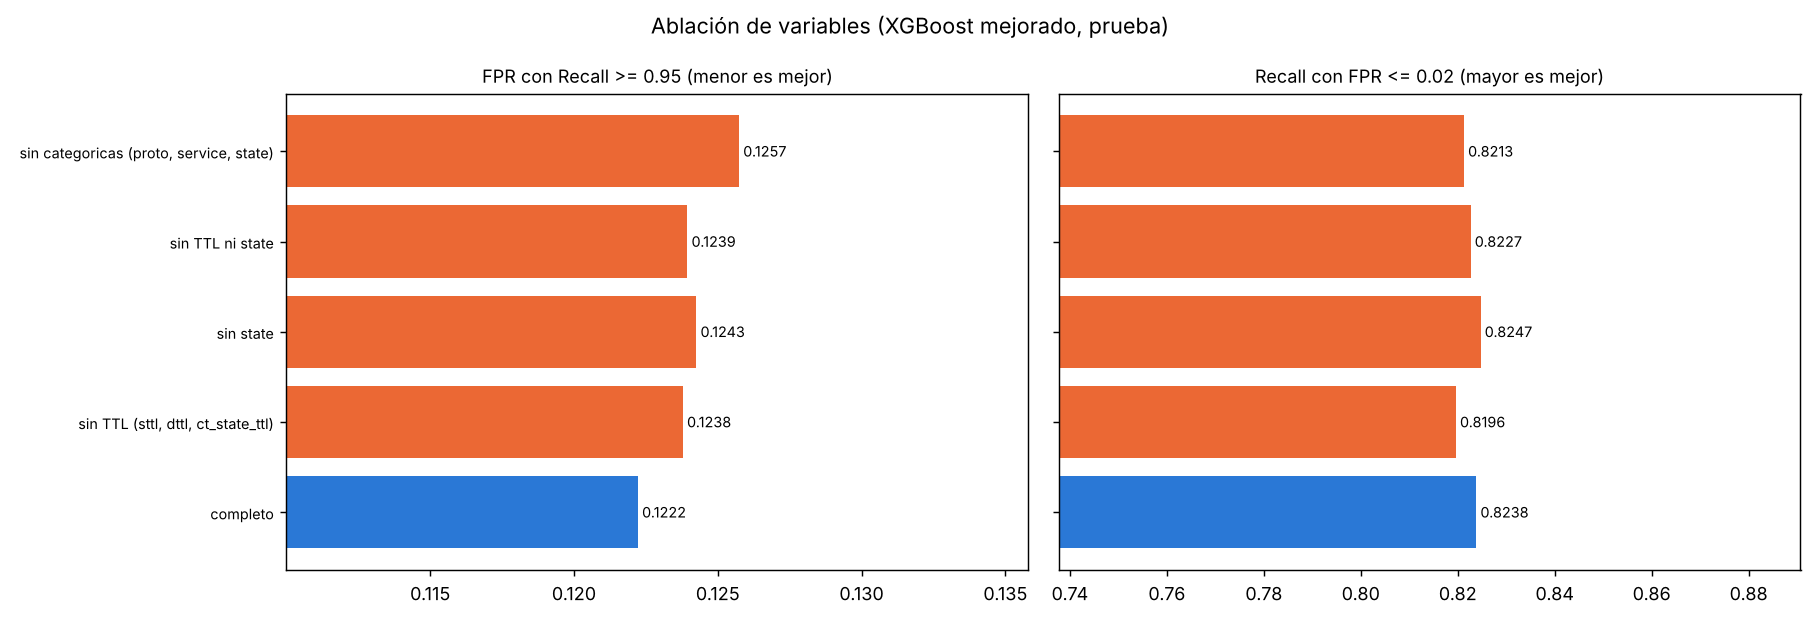 Ablación de variables (XGBoost mejorado, prueba)
FPR con Recall >= 0.95 (menor es mejor)
sin categoricas (proto, service, state)
0.1257
sin TTL ni state
0.1239
sin state
0.1243
sin TTL (sttl, dttl, ct_state_ttl)
0.1238
completo
0.1222
0.115 0.120 0.125 0.130 0.135
Recall con FPR <= 0.02 (mayor es mejor)
0.8213
0.8227
0.8247
0.8196
0.8238
0.74 0.76 0.78 0.80 0.82 0.84 0.86 0.88